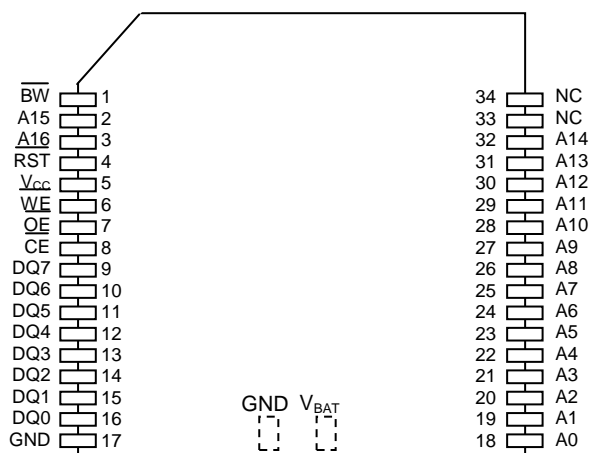 BW 1 34 NC
A15 2 33 NC
A16 3 32 A14
RST 4 31 A13
VCC 5 30 A12
WE 6 29 A11
OE 7 28 A10
CE 8 27 A9
DQ7 9 26 A8
DQ6 10 25 A7
DQ5 11 24 A6
DQ4 12 23 A5
DQ3 13 22 A4
DQ2 14 21 A3
DQ1 15 20 A2
DQ0 16 19 A1
GND VBAT
GND 17 18 A0